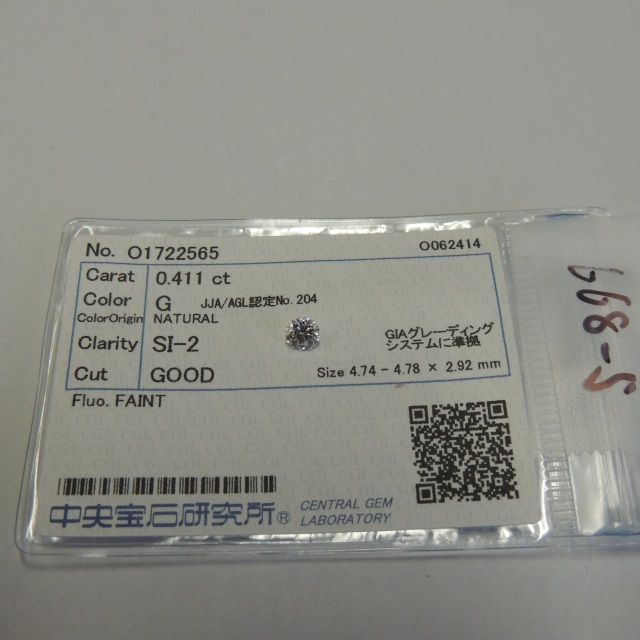 No. O1722565 O062414
Carat 0.411 ct
Color G JJA/AGL認定No.204
ColorOrigin NATURAL
Clarity SI-2
GIAグレーディング
システムに準拠
Cut GOOD Size 4.74 - 4.78 × 2.92 mm
Fluo. FAINT
中央宝石研究所® CENTRAL GEM
LABORATORY